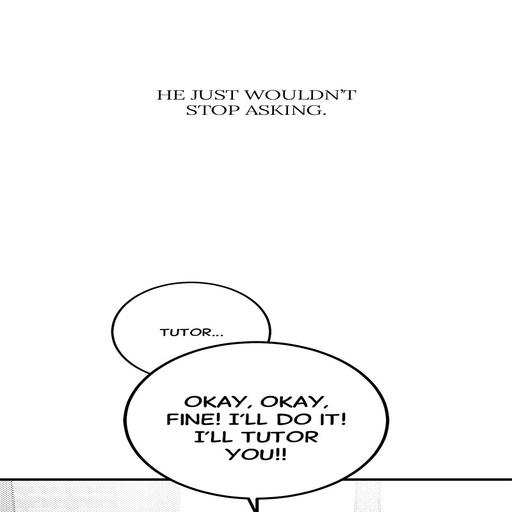 HE JUST WOULDN'T
STOP ASKING.
TUTOR...
OKAY, OKAY,
FINE! I'LL DO IT!
I'LL TUTOR
YOU!!